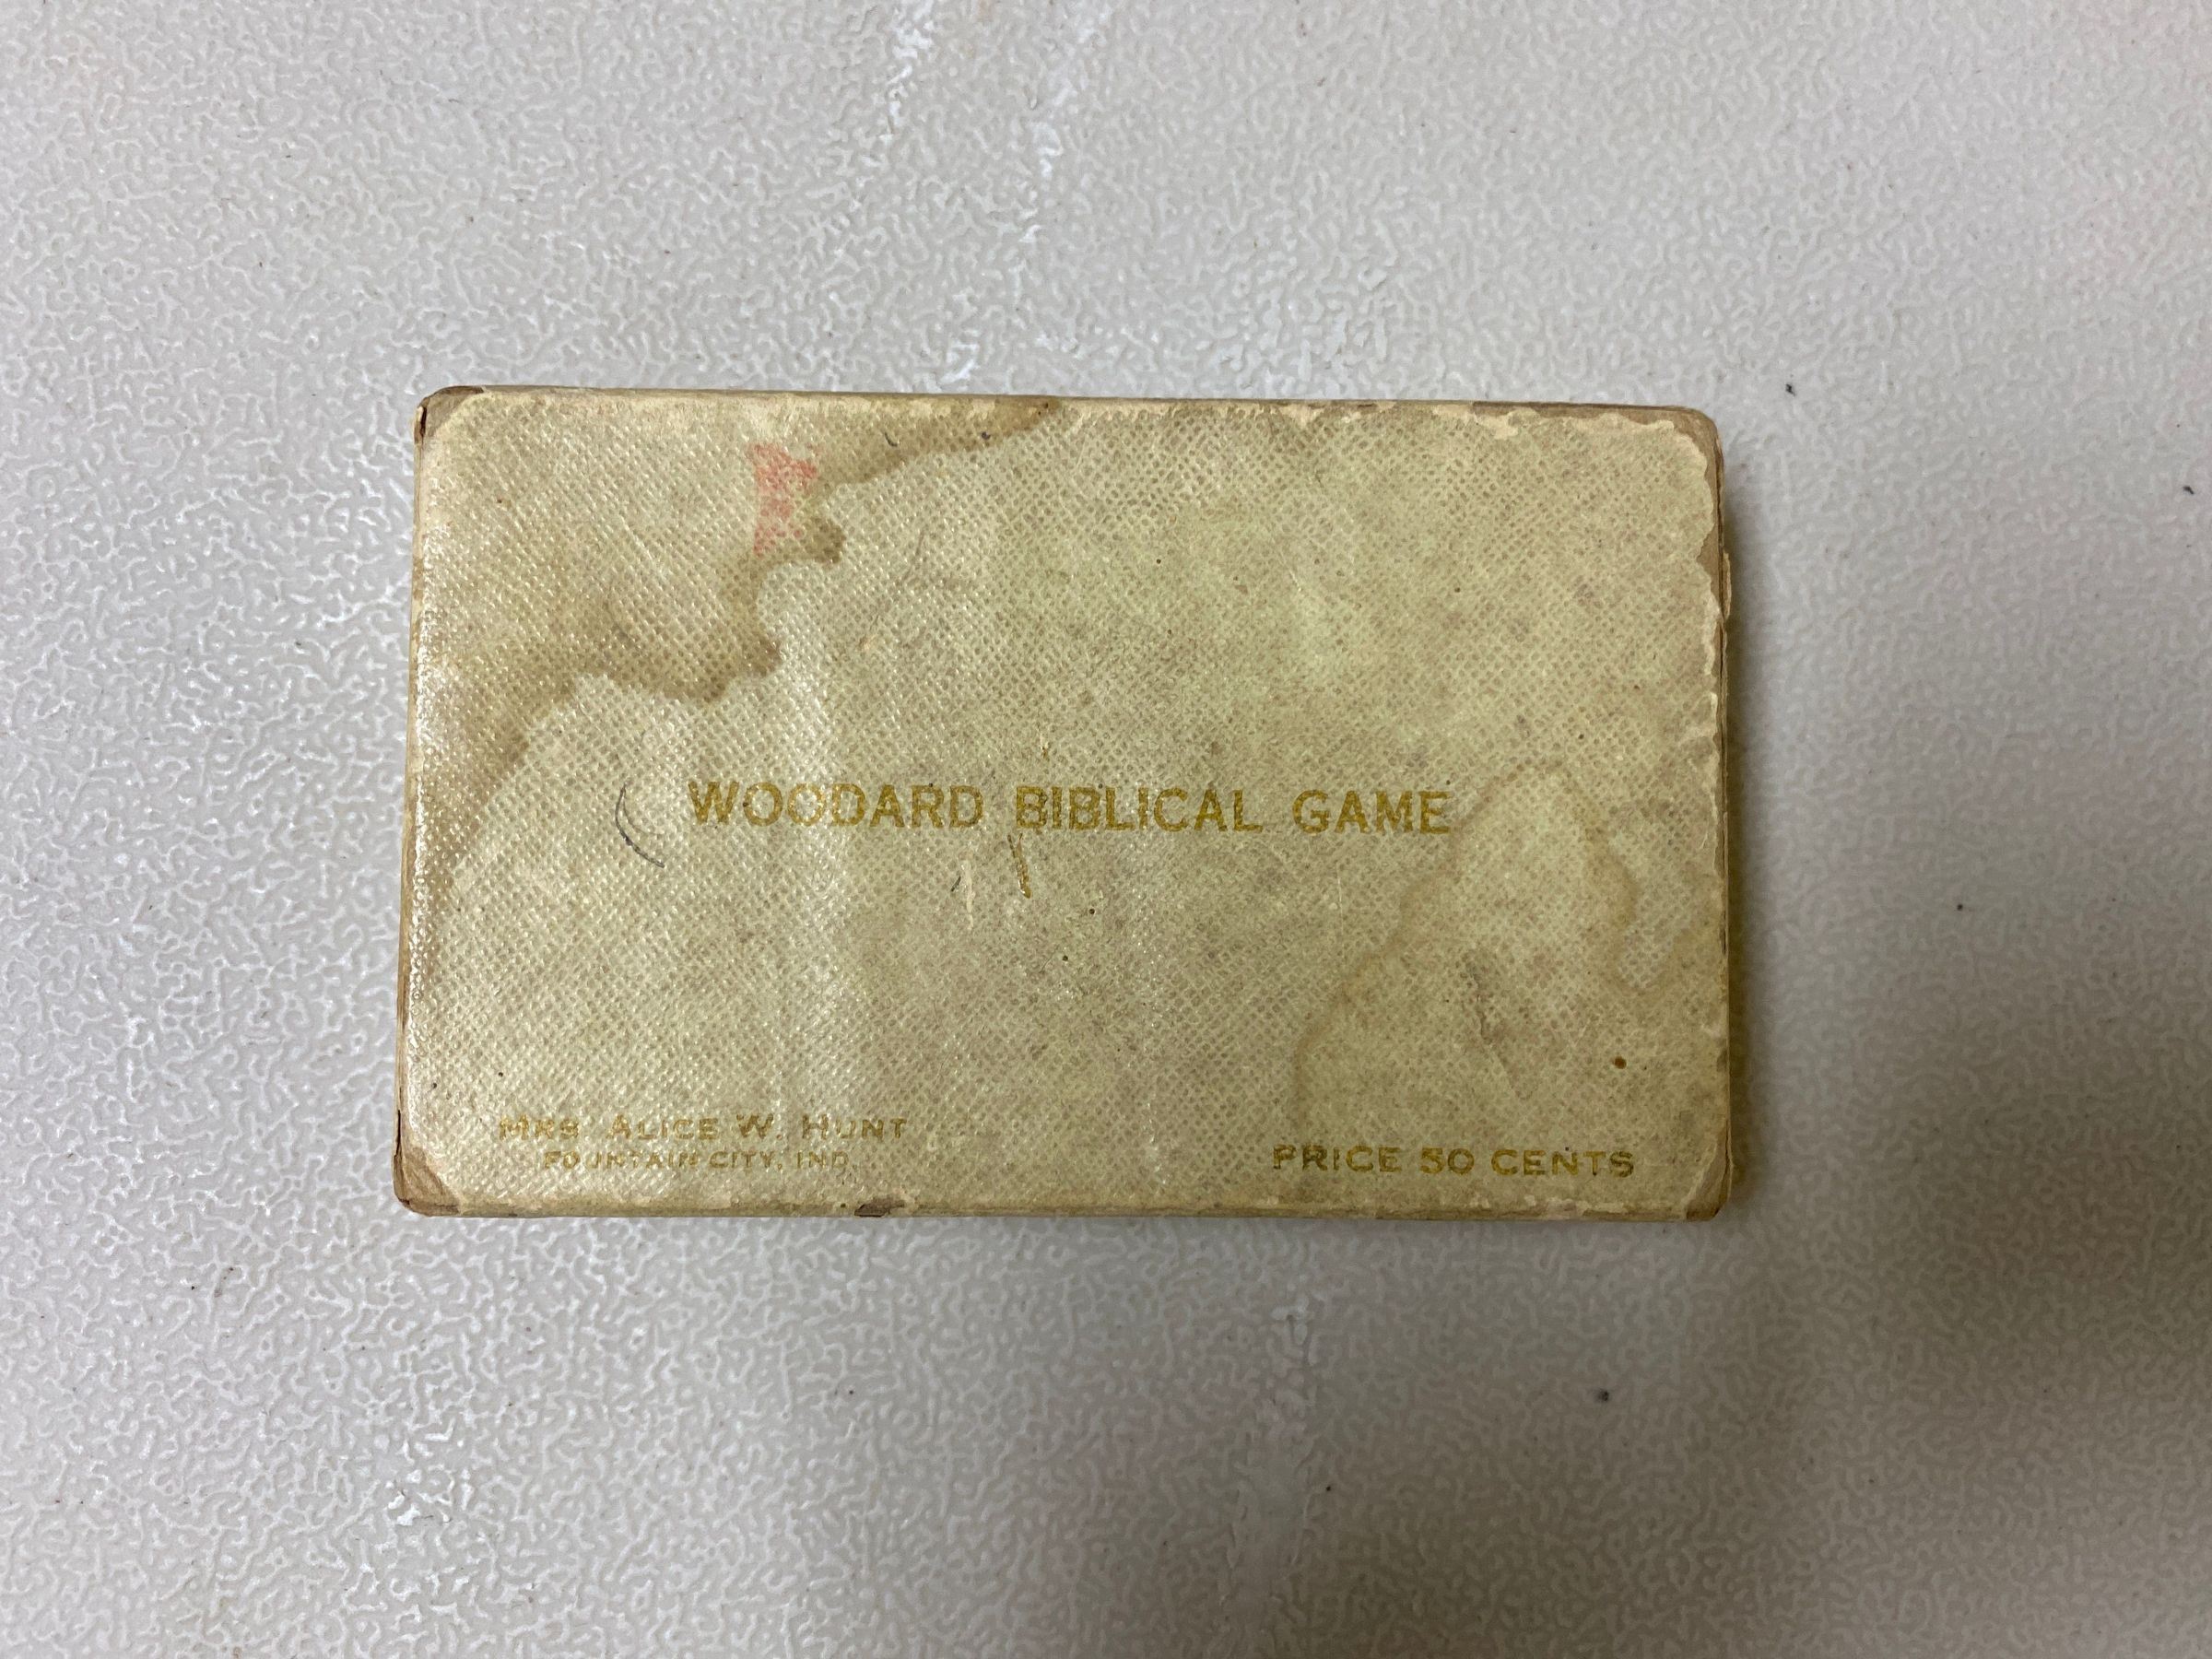 WOODARD BIBLICAL GAME
MRS ALICE W. HUNT
FOUNTAIN CITY, IND.
PRICE 50 CENTS